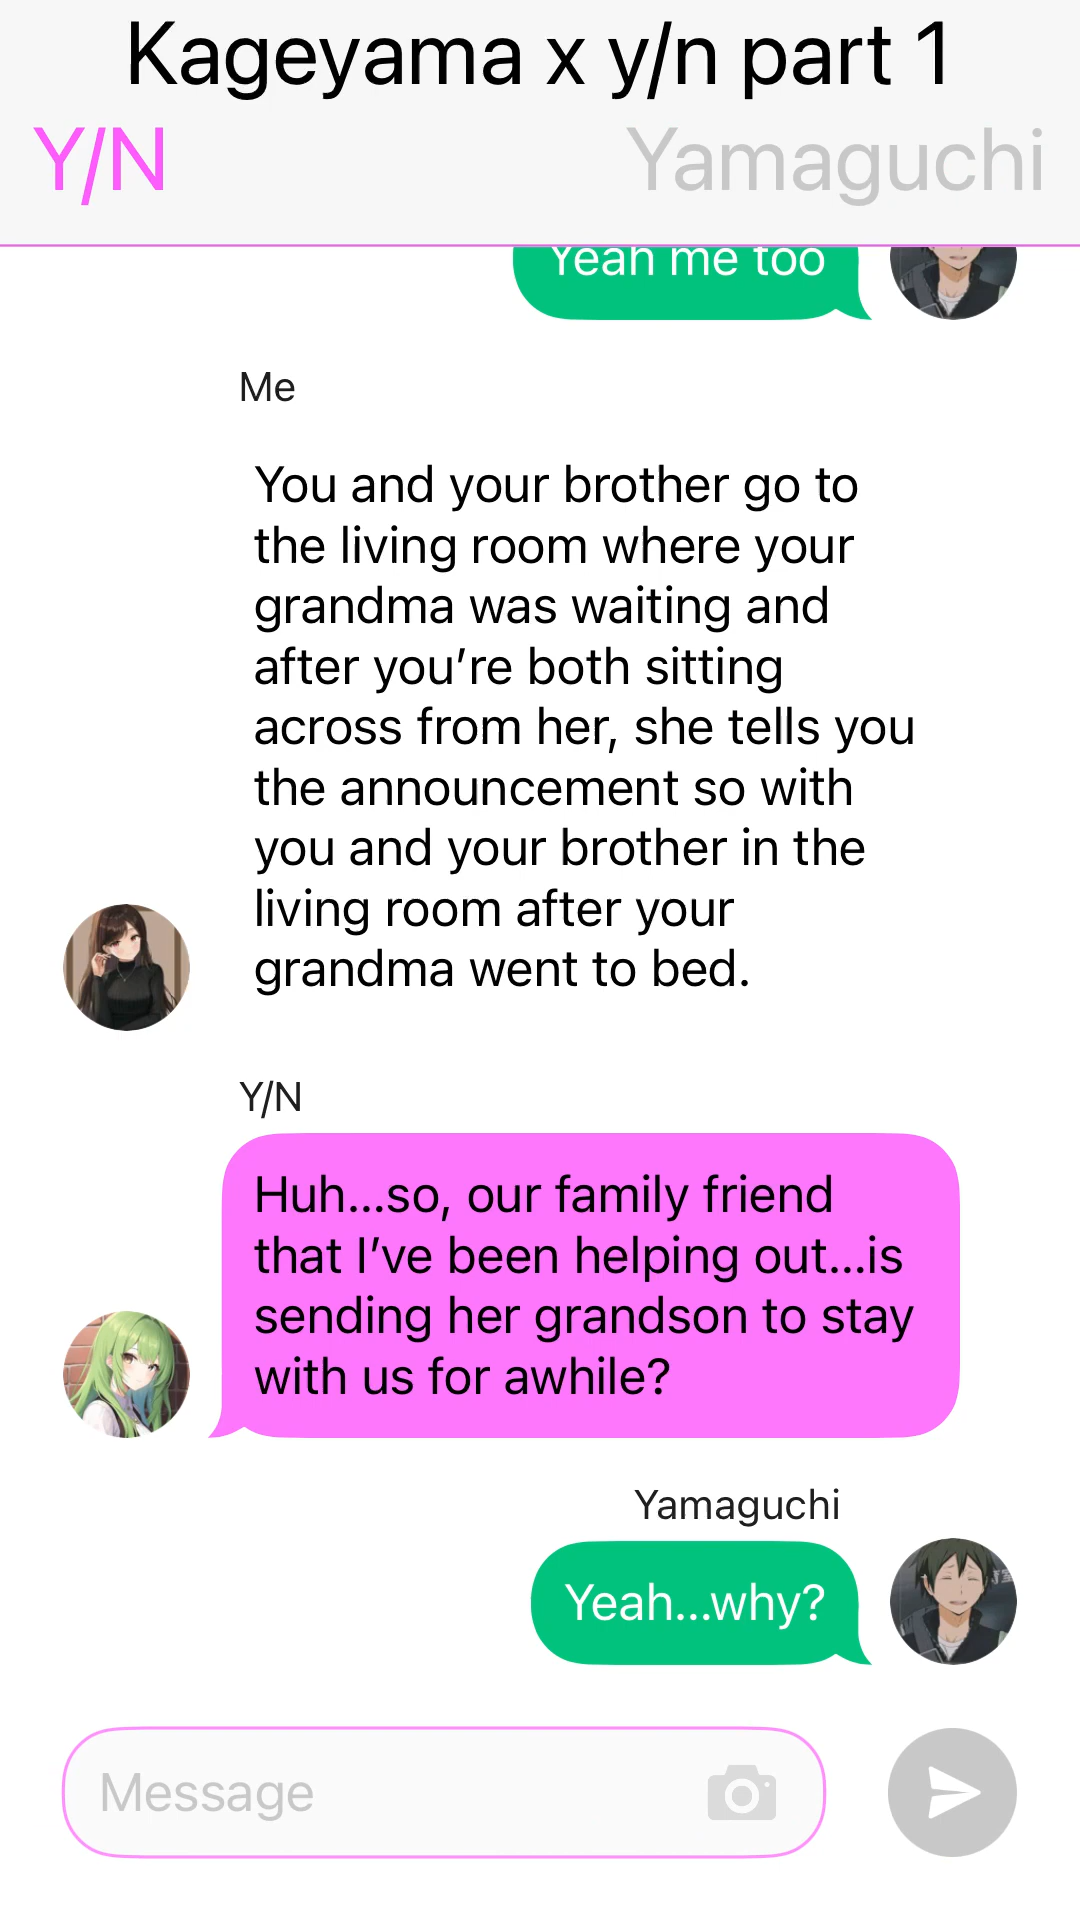 Kageyama x y/n part 1
Y/N
Yamaguchi
Yeah me too
Me
You and your brother go to
the living room where your
grandma was waiting and
after you’re both sitting
across from her, she tells you
the announcement so with
you and your brother in the
living room after your
grandma went to bed.
Y/N
Huh...so, our family friend
that I’ve been helping out...is
sending her grandson to stay
with us for awhile?
Yamaguchi
Yeah...why?
Message